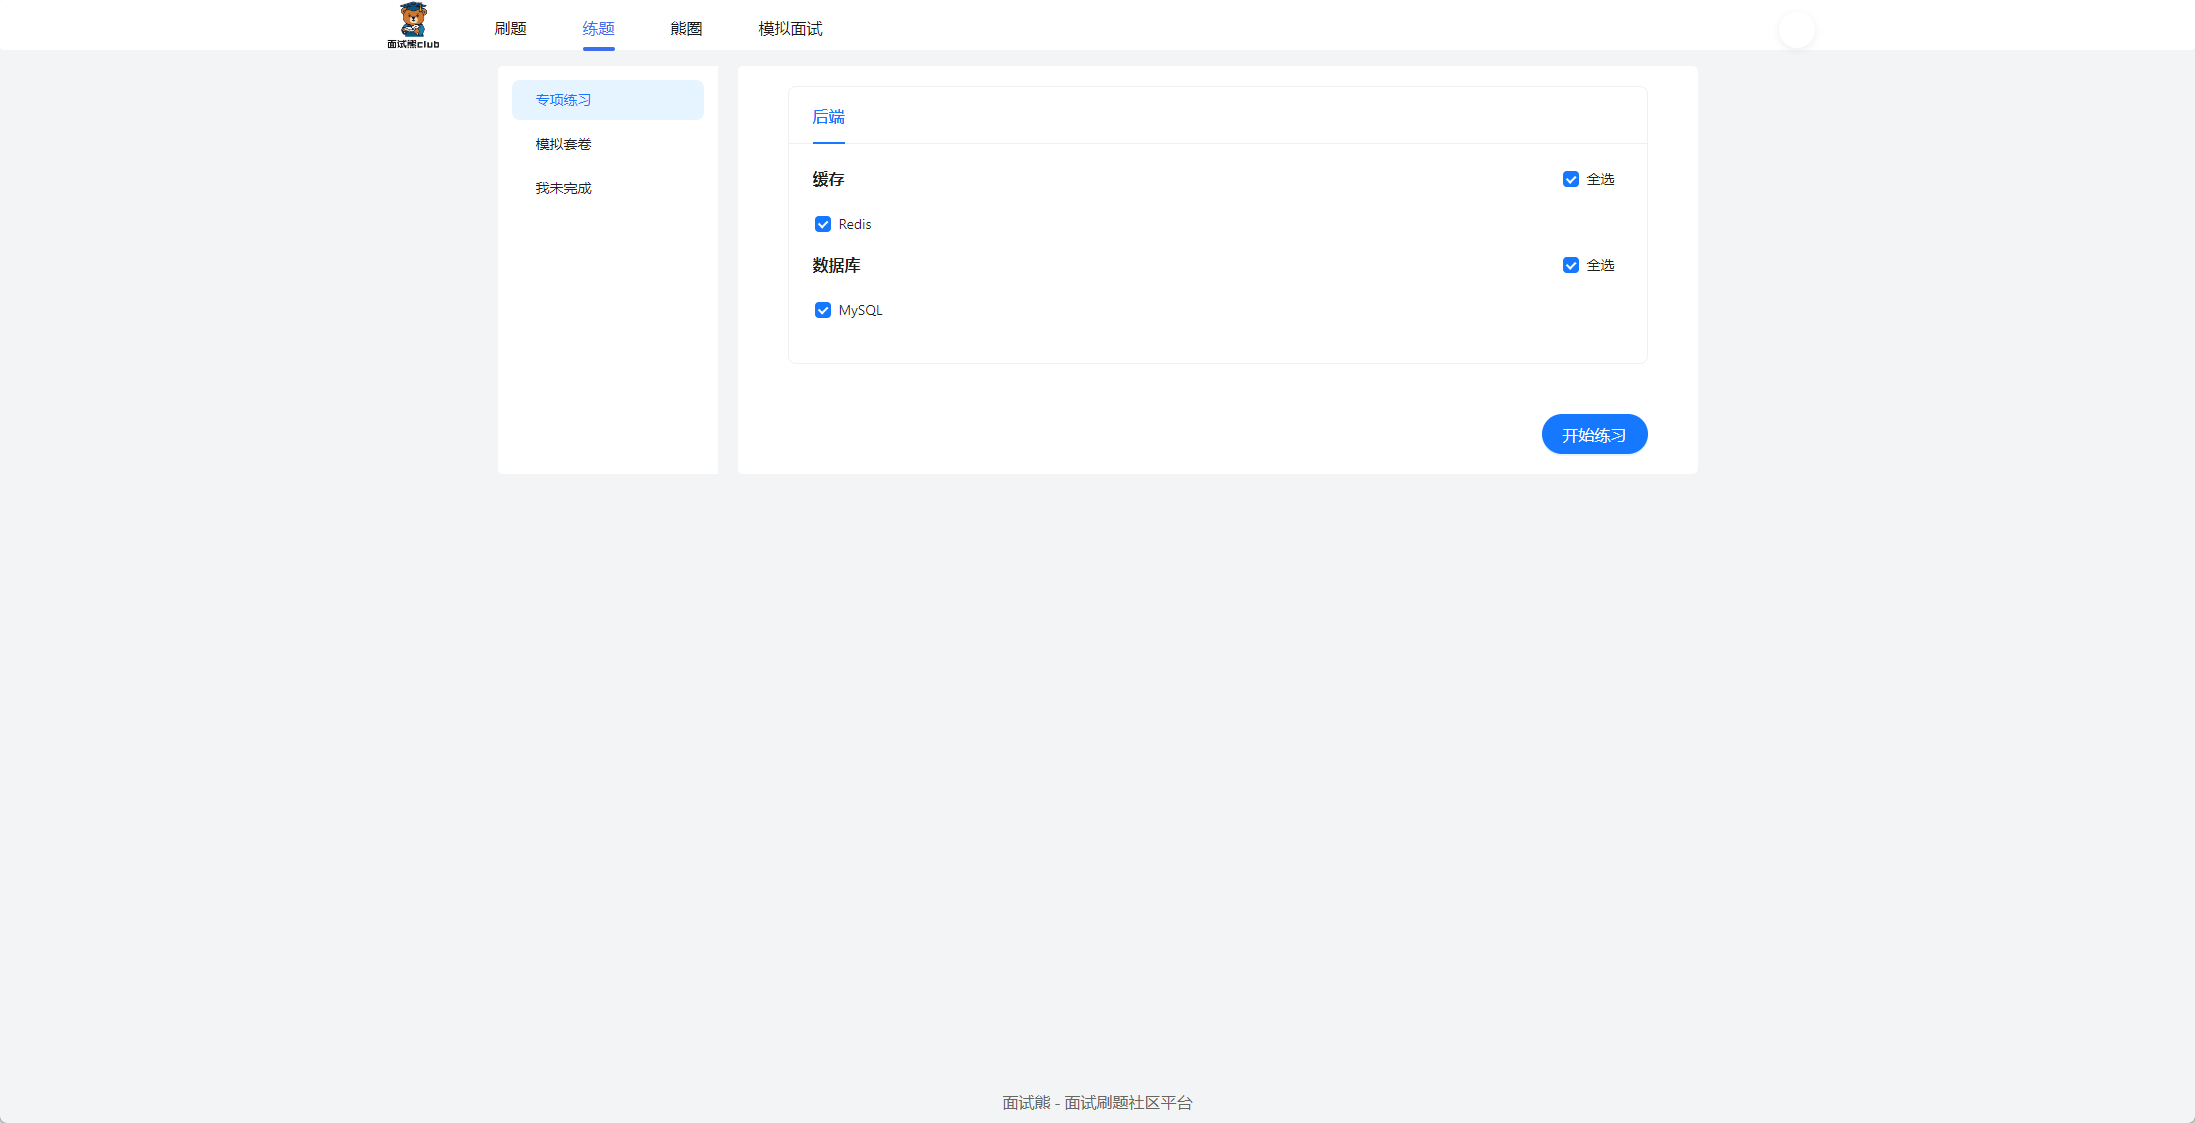 面试熊club
刷题 练题 熊圈 模拟面试
专项练习
模拟套卷
我未完成
后端
缓存 全选
Redis
数据库 全选
MySQL
开始练习
面试熊 - 面试刷题社区平台